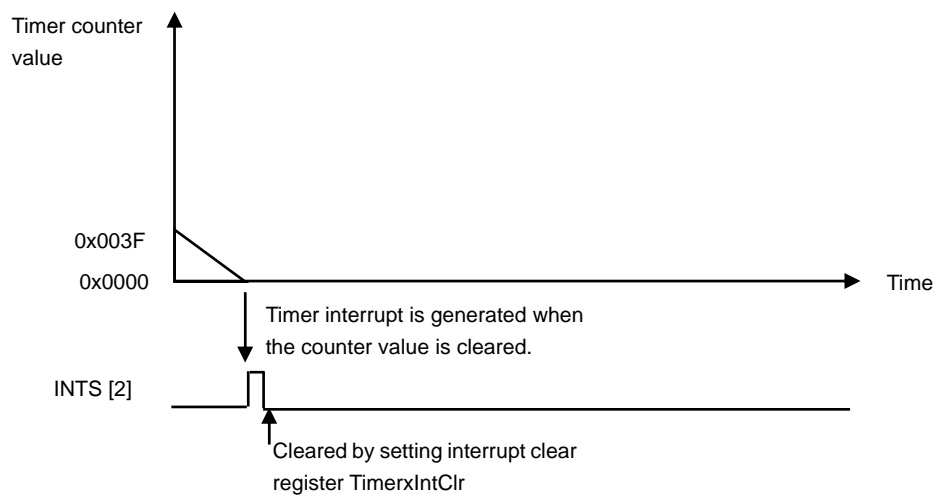 Timer counter
value
0x003F
0x0000
Time
Timer interrupt is generated when
the counter value is cleared.
INTS [2]
Cleared by setting interrupt clear
register TimerxIntClr